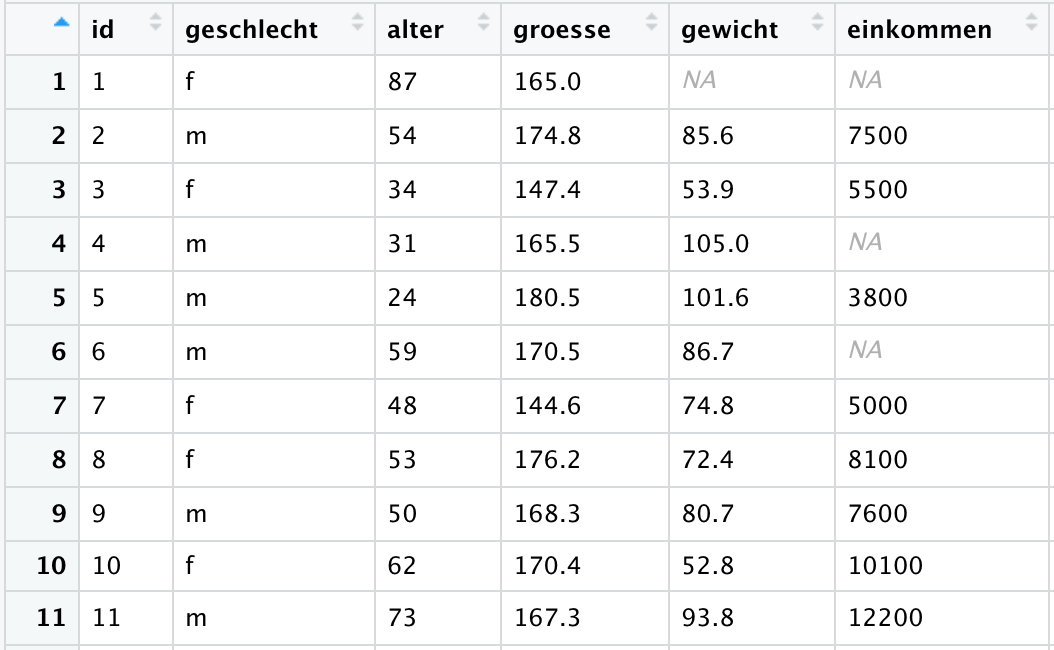 id geschlecht alter groesse gewicht einkommen
1 1 f 87 165.0 NA NA
2 2 m 54 174.8 85.6 7500
3 3 f 34 147.4 53.9 5500
4 4 m 31 165.5 105.0 NA
5 5 m 24 180.5 101.6 3800
6 6 m 59 170.5 86.7 NA
7 7 f 48 144.6 74.8 5000
8 8 f 53 176.2 72.4 8100
9 9 m 50 168.3 80.7 7600
10 10 f 62 170.4 52.8 10100
11 11 m 73 167.3 93.8 12200